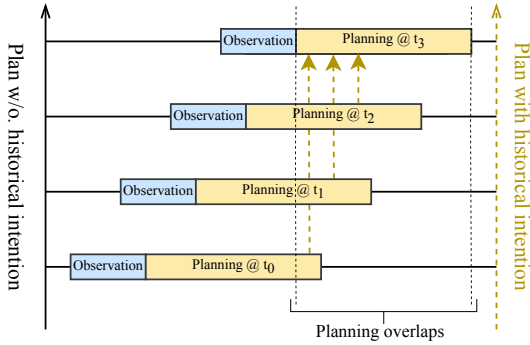 Plan w/o. historical intention
Observation
Planning @ t3
Observation
Planning @ t2
Observation
Planning @ t1
Observation
Planning @ t0
Planning overlaps
Plan with historical intention